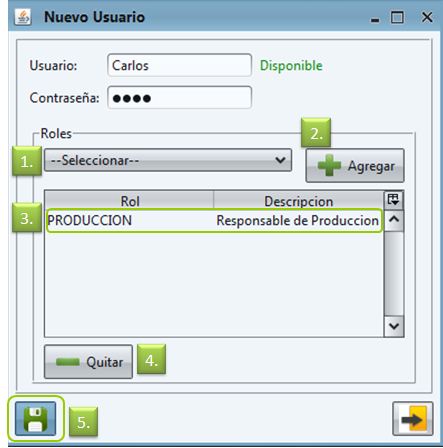 Nuevo Usuario
Usuario: Carlos Disponible
Contraseña: ●●●●
Roles
2.
1. --Seleccionar-- Agregar
Rol Descripcion
3. PRODUCCION Responsable de Produccion
Quitar 4.
5.